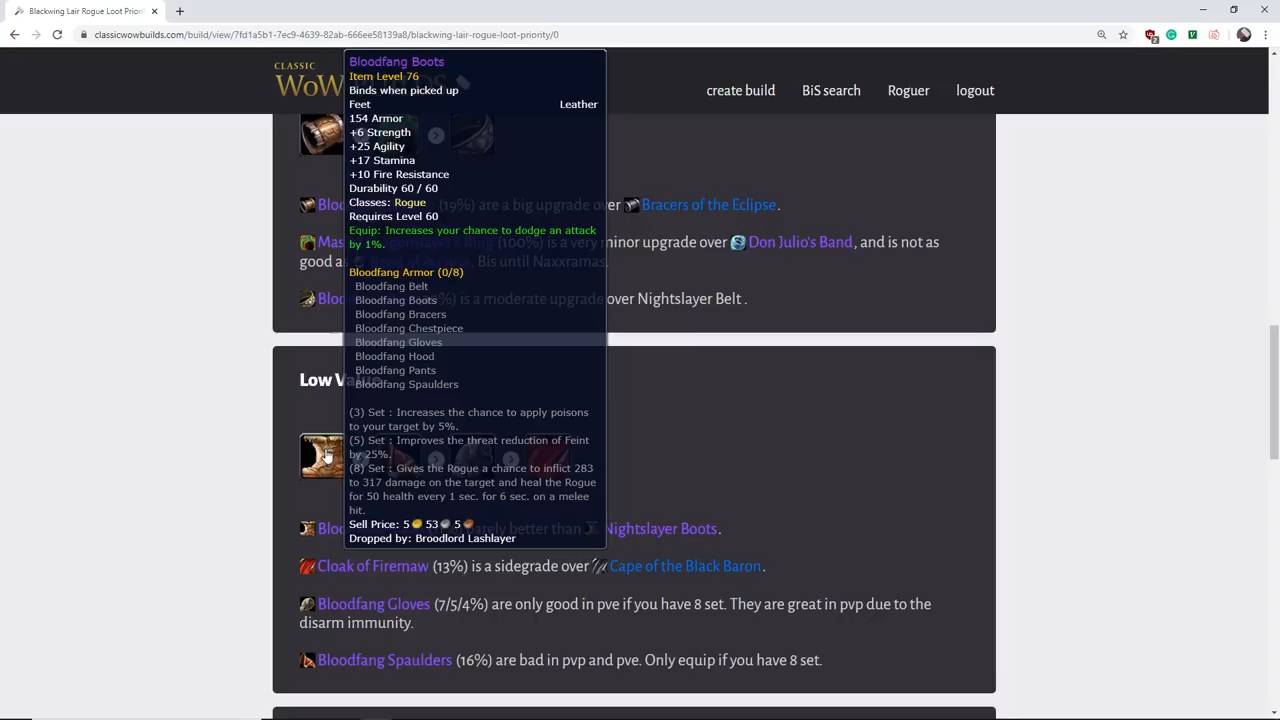 Blackwing Lair Rogue Loot Priori
classicwowbuilds.com/build/view/7fd1a5b1-7ec9-4639-82ab-666ee58139a8/blackwing-lair-rogue-loot-priority/0
2
CLASSIC
WOW
create build
BiS search
Roguer
logout
Bloodfang Boots
Item Level 76
Binds when picked up
Feet Leather
154 Armor
+6 Strength
+25 Agility
+17 Stamina
+10 Fire Resistance
Durability 60 / 60
Classes: Rogue
Requires Level 60
Equip: Increases your chance to dodge an attack
by 1%.
Bloodfang Armor (0/8)
Bloodfang Belt
Bloodfang Boots
Bloodfang Bracers
Bloodfang Chestpiece
Bloodfang Gloves
Bloodfang Hood
Bloodfang Pants
Bloodfang Spaulders
(3) Set : Increases the chance to apply poisons
to your target by 5%.
(5) Set : Improves the threat reduction of Feint
by 25%.
(8) Set : Gives the Rogue a chance to inflict 283
to 317 damage on the target and heal the Rogue
for 50 health every 1 sec. for 6 sec. on a melee
hit.
Sell Price: 5 53 5
Dropped by: Broodlord Lashlayer
(19%) are a big upgrade over Bracers of the Eclipse.
(100%) is a very minor upgrade over Don Julio's Band, and is not as
good as Bis until Naxxramas.
is a moderate upgrade over Nightslayer Belt .
Low Value
barely better than Nightslayer Boots.
Cloak of Firemaw (13%) is a sidegrade over Cape of the Black Baron.
Bloodfang Gloves (7/5/4%) are only good in pve if you have 8 set. They are great in pvp due to the
disarm immunity.
Bloodfang Spaulders (16%) are bad in pvp and pve. Only equip if you have 8 set.